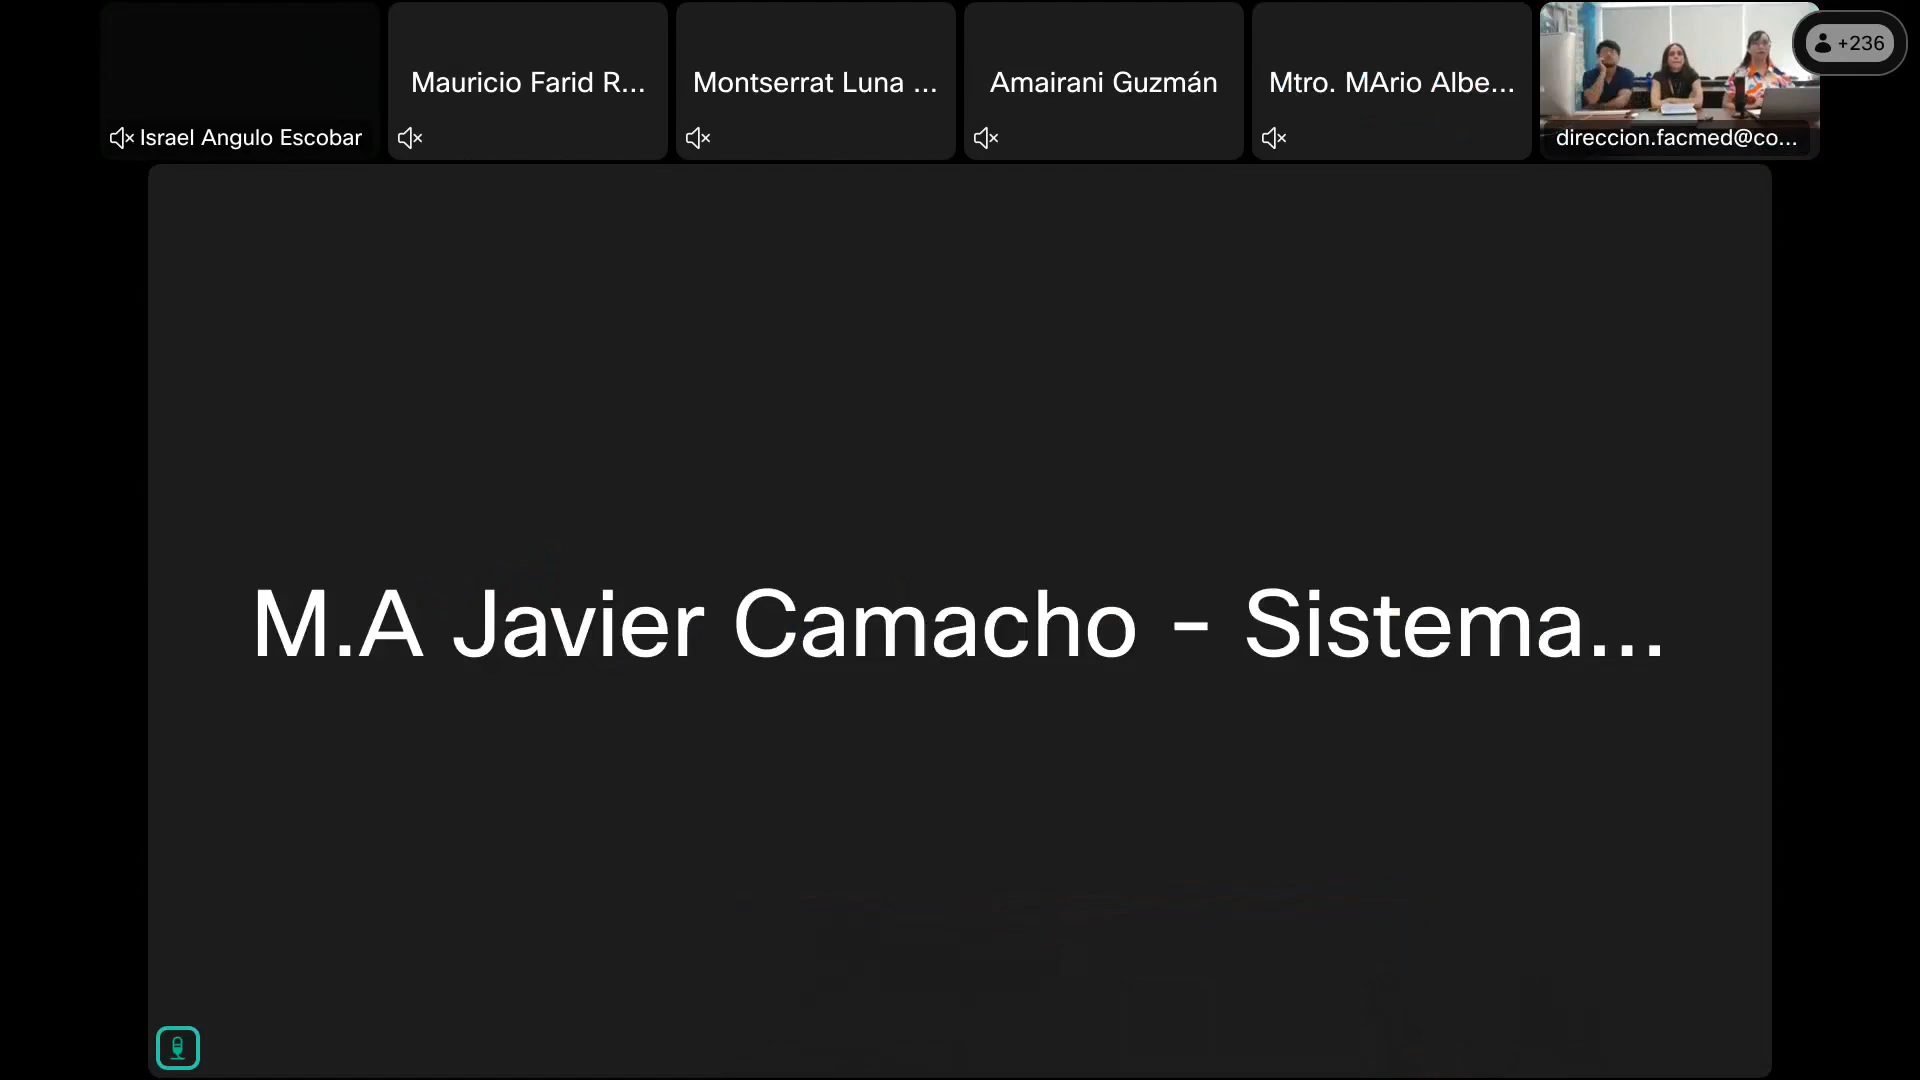 Israel Angulo Escobar
Mauricio Farid R...
Montserrat Luna ...
Amairani Guzmán
Mtro. MArio Albe...
direccion.facmed@co...
+236
M.A Javier Camacho - Sistema...